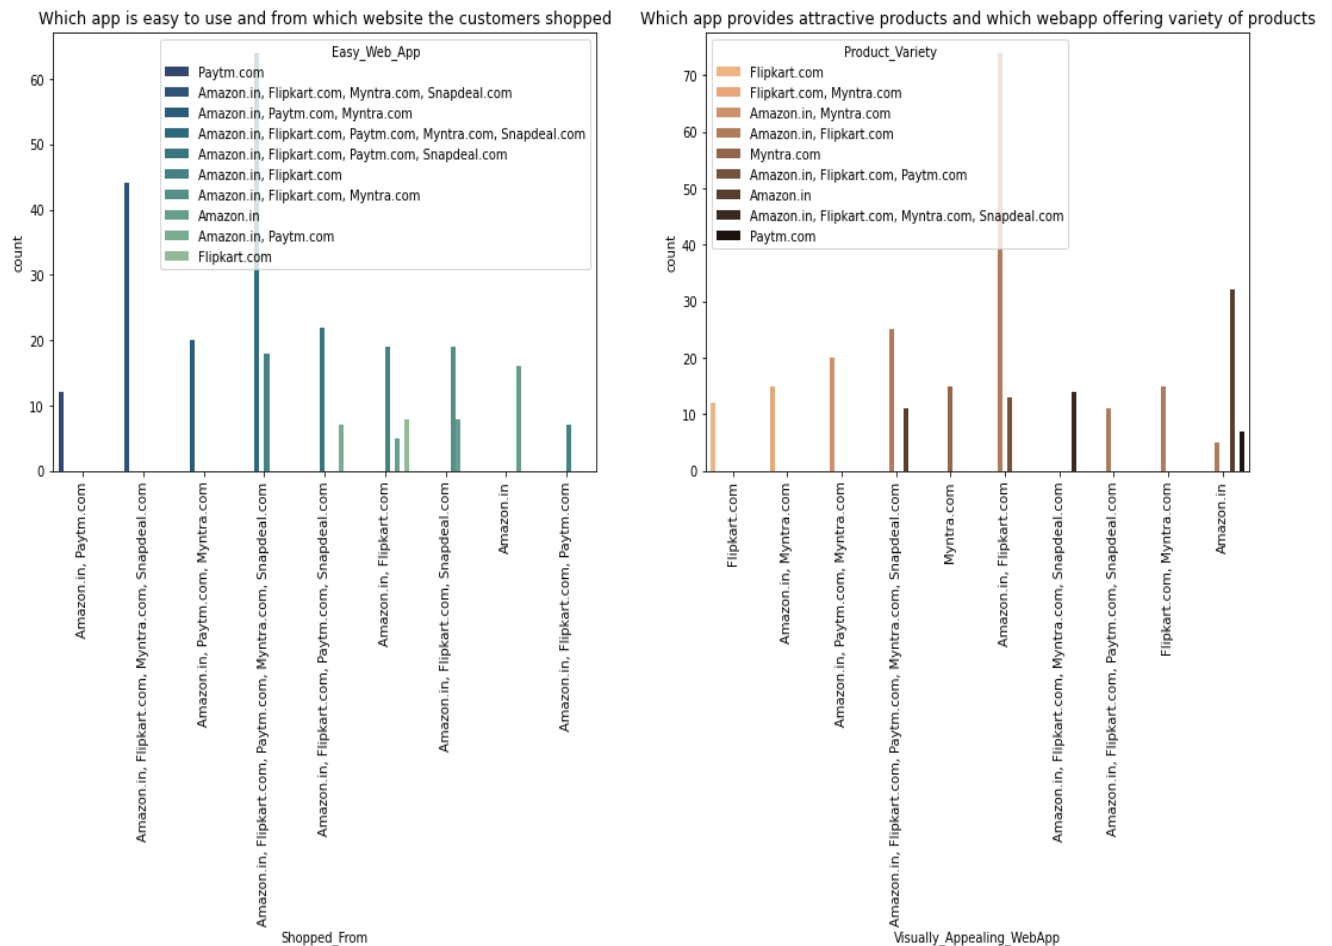 Which app is easy to use and from which website the customers shopped
Easy_Web_App
Paytm.com
Amazon.in, Flipkart.com, Myntra.com, Snapdeal.com
Amazon.in, Paytm.com, Myntra.com
Amazon.in, Flipkart.com, Paytm.com, Myntra.com, Snapdeal.com
Amazon.in, Flipkart.com, Paytm.com, Snapdeal.com
Amazon.in, Flipkart.com
Amazon.in, Flipkart.com, Myntra.com
Amazon.in
Amazon.in, Paytm.com
Flipkart.com
60
50
40
30
20
10
0
count
Amazon.in, Paytm.com
Amazon.in, Flipkart.com, Myntra.com, Snapdeal.com
Amazon.in, Paytm.com, Myntra.com
Amazon.in, Flipkart.com, Paytm.com, Myntra.com, Snapdeal.com
Amazon.in, Flipkart.com, Paytm.com, Snapdeal.com
Amazon.in, Flipkart.com
Amazon.in, Flipkart.com, Snapdeal.com
Amazon.in
Amazon.in, Flipkart.com, Paytm.com
Shopped_From
Which app provides attractive products and which webapp offering variety of products
Product_Variety
Flipkart.com
Flipkart.com, Myntra.com
Amazon.in, Myntra.com
Amazon.in, Flipkart.com
Myntra.com
Amazon.in, Flipkart.com, Paytm.com
Amazon.in
Amazon.in, Flipkart.com, Myntra.com, Snapdeal.com
Paytm.com
70
60
50
40
30
20
10
0
count
Flipkart.com
Amazon.in, Myntra.com
Amazon.in, Paytm.com, Myntra.com
Amazon.in, Flipkart.com, Paytm.com, Myntra.com, Snapdeal.com
Myntra.com
Amazon.in, Flipkart.com
Amazon.in, Flipkart.com, Myntra.com, Snapdeal.com
Amazon.in, Flipkart.com, Paytm.com, Snapdeal.com
Flipkart.com, Myntra.com
Amazon.in
Visually_Appealing_WebApp